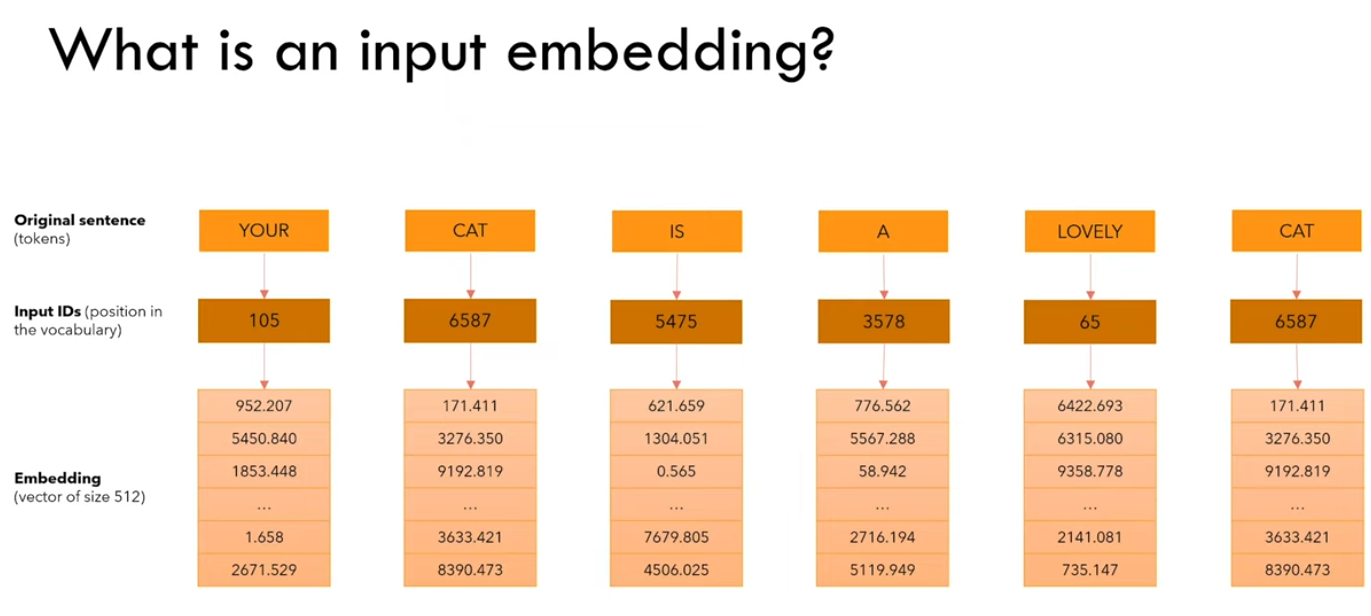 What is an input embedding?
Original sentence
(tokens)
YOUR CAT IS A LOVELY CAT
Input IDs (position in
the vocabulary)
105 6587 5475 3578 65 6587
Embedding
(vector of size 512)
952.207 171.411 621.659 776.562 6422.693 171.411
5450.840 3276.350 1304.051 5567.288 6315.080 3276.350
1853.448 9192.819 0.565 58.942 9358.778 9192.819
... ... ... ... ... ...
1.658 3633.421 7679.805 2716.194 2141.081 3633.421
2671.529 8390.473 4506.025 5119.949 735.147 8390.473